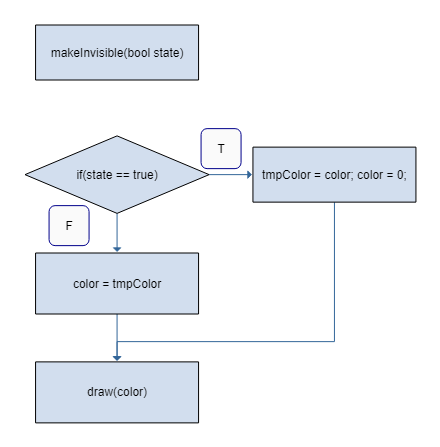 makeInvisible(bool state)
T
if(state == true)
tmpColor = color; color = 0;
F
color = tmpColor
draw(color)